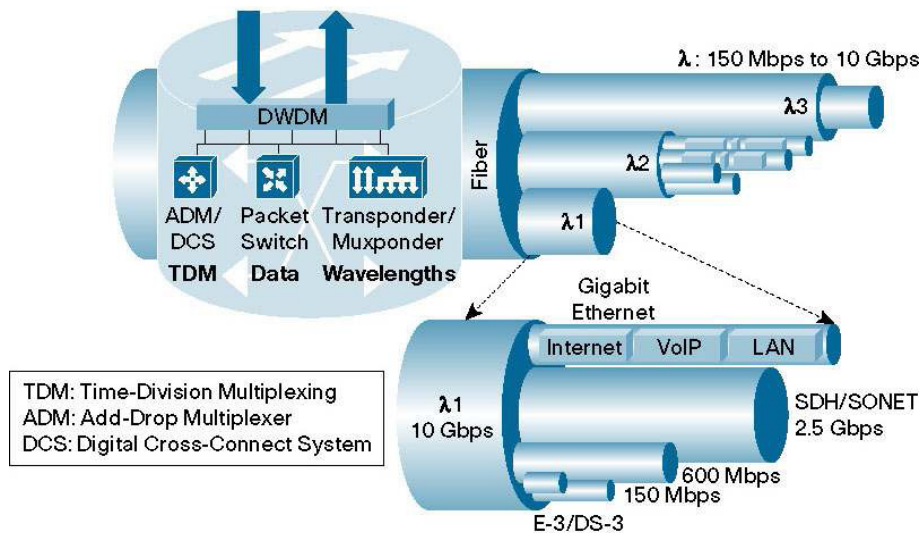 DWDM
ADM/
DCS
TDM
Packet
Switch
Data
Transponder/
Muxponder
Wavelengths
Fiber
λ: 150 Mbps to 10 Gbps
λ3
λ2
λ1
Gigabit
Ethernet
Internet
VoIP
LAN
λ1
10 Gbps
SDH/SONET
2.5 Gbps
600 Mbps
150 Mbps
E-3/DS-3
TDM: Time-Division Multiplexing
ADM: Add-Drop Multiplexer
DCS: Digital Cross-Connect System